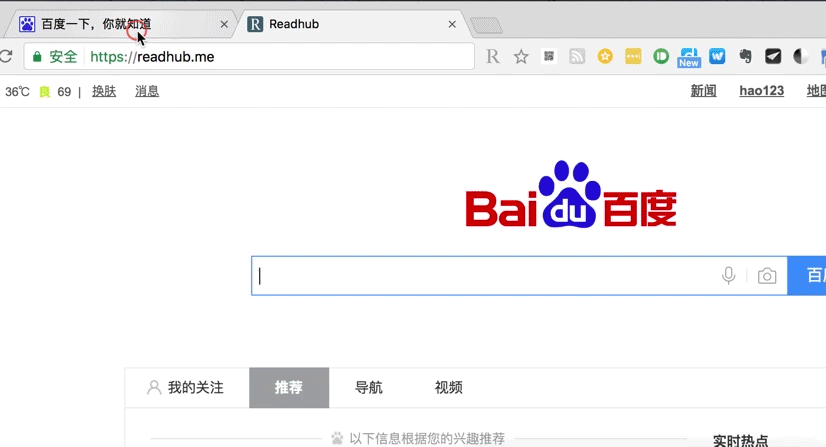 百度一下，你就知道 Readhub
安全 https://readhub.me
New
36℃ 良 69 | 换肤 消息 新闻 hao123 地图
Bai du 百度
百度
我的关注 推荐 导航 视频
以下信息根据您的兴趣推荐 实时热点